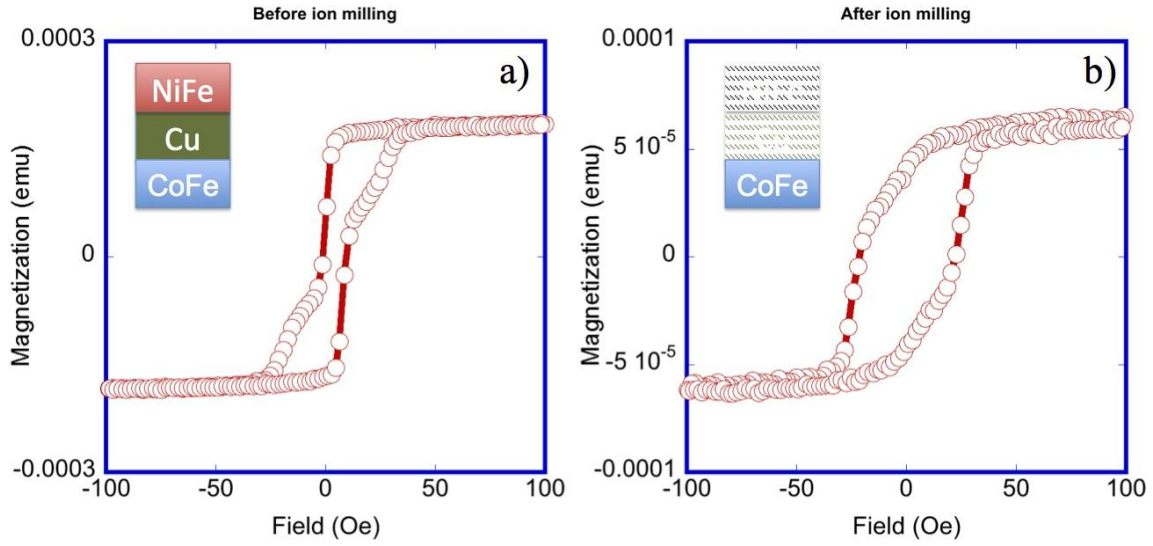 Before ion milling
After ion milling
0.0003
0
-0.0003
-100
-50
0
50
100
Magnetization (emu)
Field (Oe)
NiFe
Cu
CoFe
a)
0.0001
5 10-5
0
-5 10-5
-0.0001
-100
-50
0
50
100
Magnetization (emu)
Field (Oe)
CoFe
b)